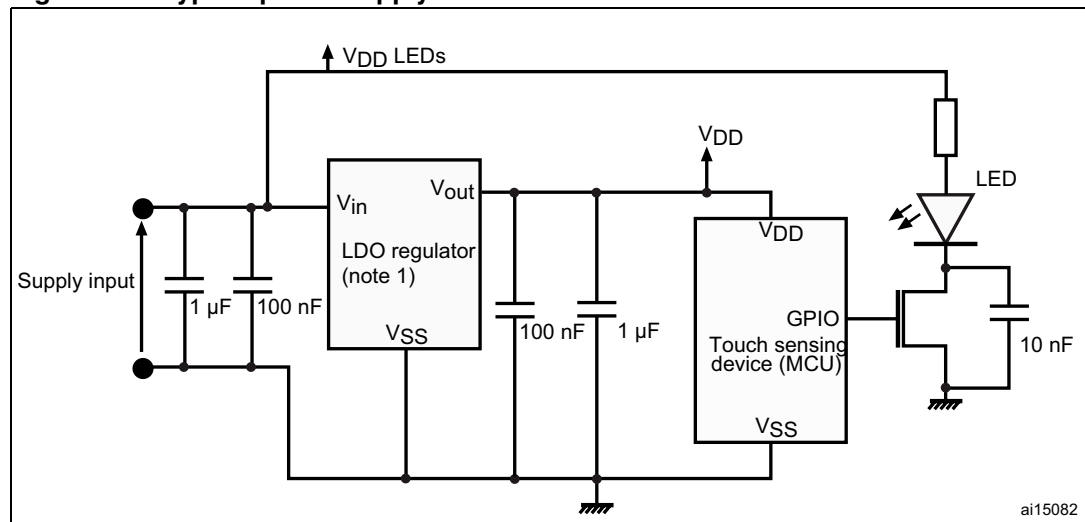 VDD LEDs
VDD
LED
Vin
Vout
LDO regulator
(note 1)
VSS
Supply input
1 µF
100 nF
100 nF
1 µF
VDD
GPIO
Touch sensing
device (MCU)
VSS
10 nF
ai15082